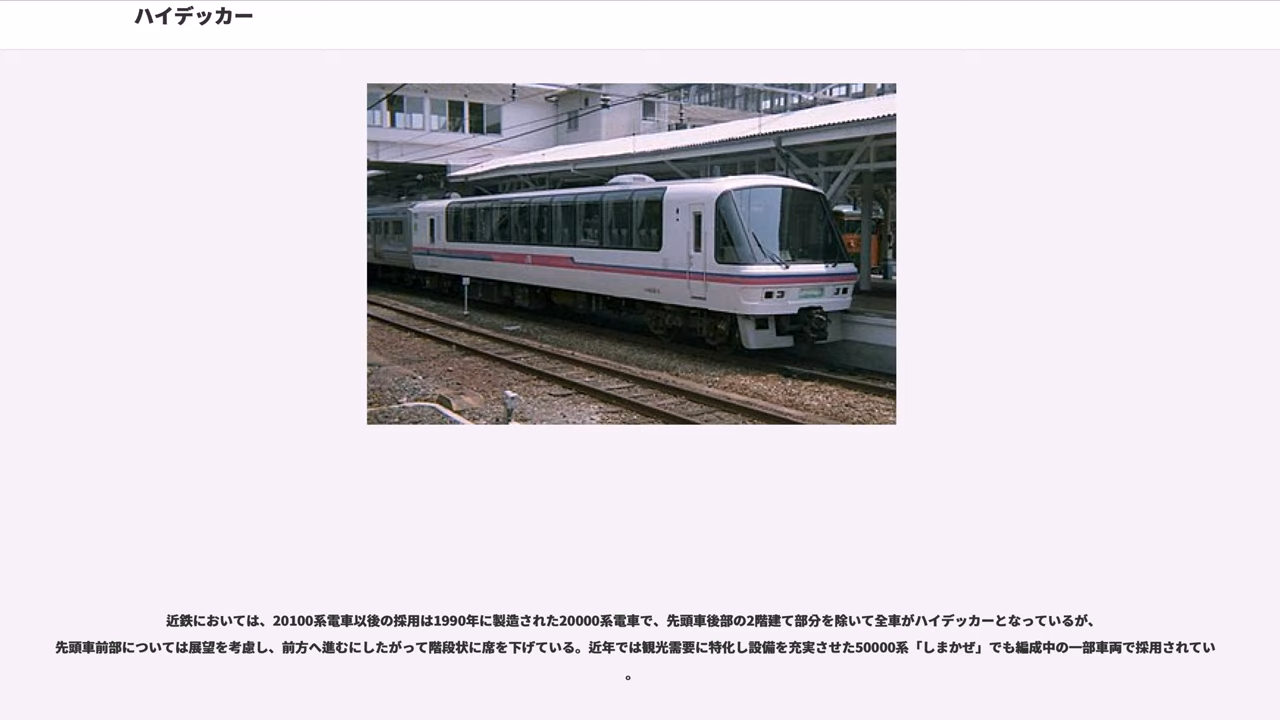 ハイデッカー
近鉄においては、20100系電車以後の採用は1990年に製造された20000系電車で、先頭車後部の2階建て部分を除いて全車がハイデッカーとなっているが、
先頭車前部については展望を考慮し、前方へ進むにしたがって階段状に席を下げている。近年では観光需要に特化し設備を充実させた50000系「しまかぜ」でも編成中の一部車両で採用されてい
。